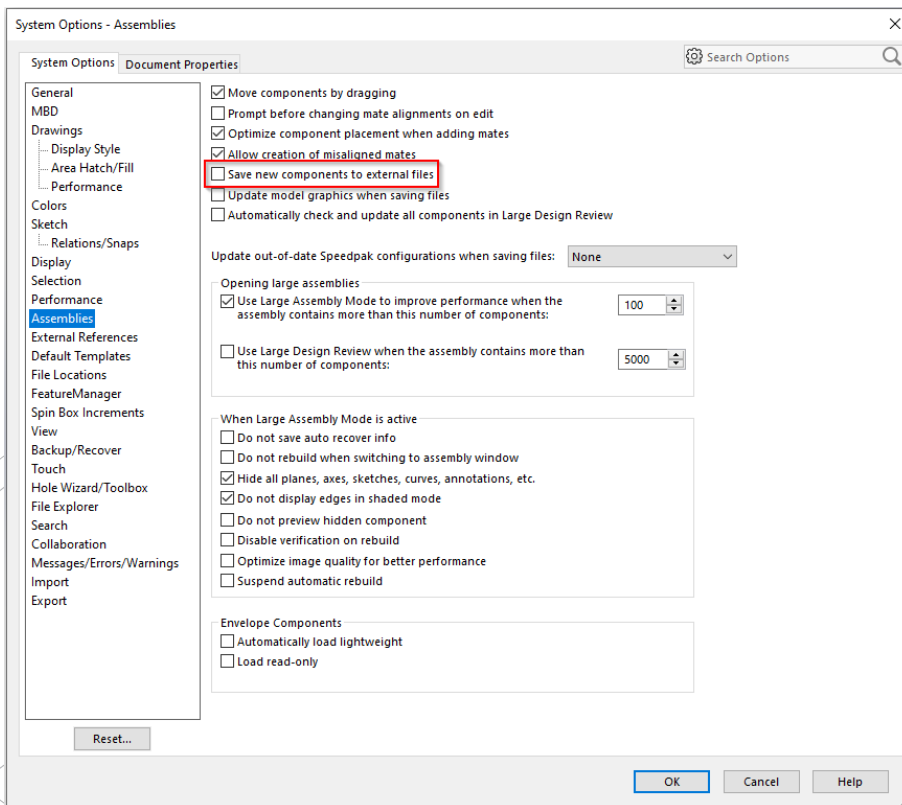 System Options - Assemblies
System Options
Document Properties
Search Options
General
MBD
Drawings
Display Style
Area Hatch/Fill
Performance
Colors
Sketch
Relations/Snaps
Display
Selection
Performance
Assemblies
External References
Default Templates
File Locations
FeatureManager
Spin Box Increments
View
Backup/Recover
Touch
Hole Wizard/Toolbox
File Explorer
Search
Collaboration
Messages/Errors/Warnings
Import
Export
Reset...
Move components by dragging
Prompt before changing mate alignments on edit
Optimize component placement when adding mates
Allow creation of misaligned mates
Save new components to external files
Update model graphics when saving files
Automatically check and update all components in Large Design Review
Update out-of-date Speedpak configurations when saving files: None
Opening large assemblies
Use Large Assembly Mode to improve performance when the
assembly contains more than this number of components:
100
Use Large Design Review when the assembly contains more than
this number of components:
5000
When Large Assembly Mode is active
Do not save auto recover info
Do not rebuild when switching to assembly window
Hide all planes, axes, sketches, curves, annotations, etc.
Do not display edges in shaded mode
Do not preview hidden component
Disable verification on rebuild
Optimize image quality for better performance
Suspend automatic rebuild
Envelope Components
Automatically load lightweight
Load read-only
OK
Cancel
Help